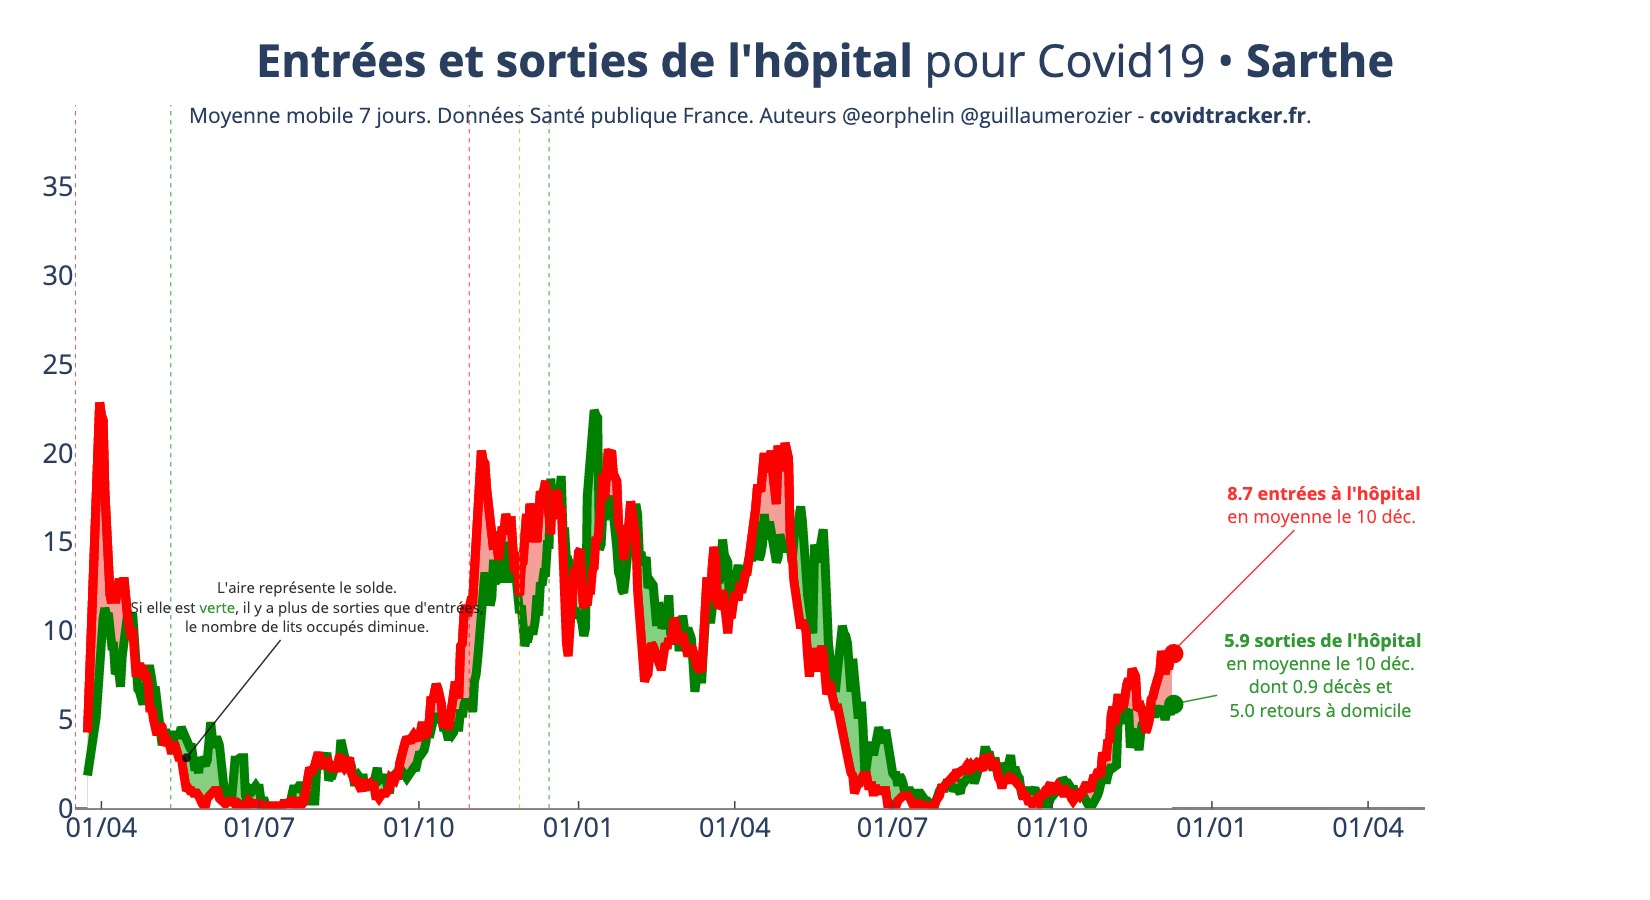 Entrées et sorties de l'hôpital pour Covid19 • Sarthe
Moyenne mobile 7 jours. Données Santé publique France. Auteurs @eorphelin @guillaumerozier - covidtracker.fr.
35
30
25
20
15
10
5
0
8.7 entrées à l'hôpital
en moyenne le 10 déc.
L'aire représente le solde.
Si elle est verte, il y a plus de sorties que d'entrées,
le nombre de lits occupés diminue.
5.9 sorties de l'hôpital
en moyenne le 10 déc.
dont 0.9 décès et
5.0 retours à domicile
01/04 01/07 01/10 01/01 01/04 01/07 01/10 01/01 01/04